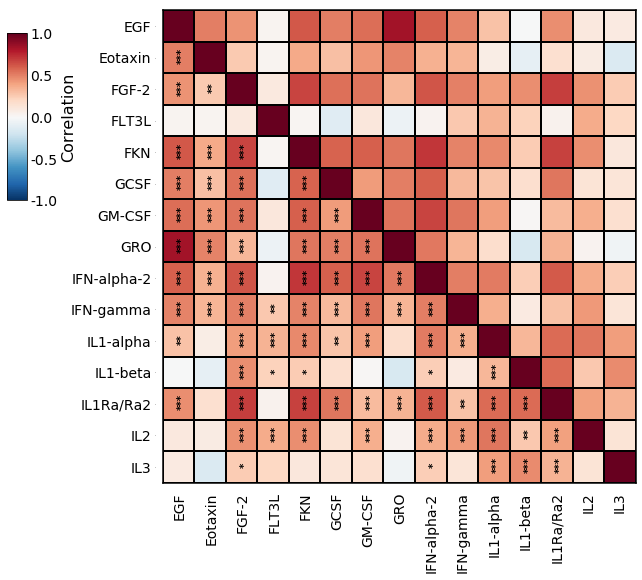 EGF
Eotaxin
FGF-2
FLT3L
FKN
GCSF
GM-CSF
GRO
IFN-alpha-2
IFN-gamma
IL1-alpha
IL1-beta
IL1Ra/Ra2
IL2
IL3
1.0
0.5
0.0
-0.5
-1.0
Correlation
***
*** **
*** *** ***
*** *** *** ***
*** *** *** *** ***
*** *** *** *** *** ***
*** *** *** *** *** *** ***
*** *** *** ** *** *** *** *** ***
** *** *** *** ** *** *** ***
*** * * * ***
*** *** *** *** *** *** *** ** *** ***
*** *** *** *** *** *** *** ** ***
* * *** *** ***
EGF
Eotaxin
FGF-2
FLT3L
FKN
GCSF
GM-CSF
GRO
IFN-alpha-2
IFN-gamma
IL1-alpha
IL1-beta
IL1Ra/Ra2
IL2
IL3